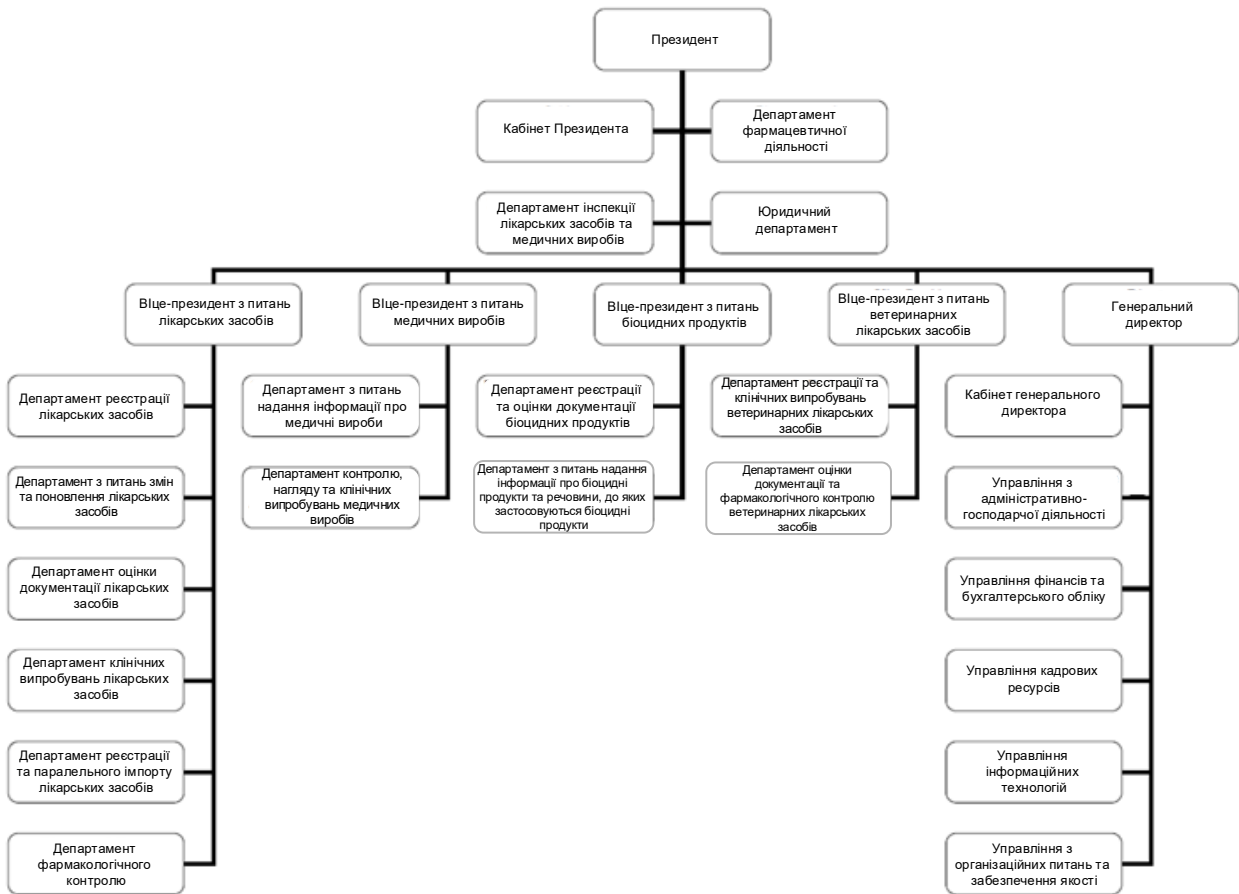 Президент
Кабінет Президента
Департамент
фармацевтичної
діяльності
Департамент інспекції
лікарських засобів та
медичних виробів
Юридичний
департамент
ВІце-президент з питань
лікарських засобів
ВІце-президент з питань
медичних виробів
ВІце-президент з питань
біоцидних продуктів
ВІце-президент з питань
ветеринарних
лікарських засобів
Генеральний
директор
Департамент реєстрації
лікарських засобів
Департамент з питань
надання інформації про
медичні вироби
Департамент реєстрації
та оцінки документації
біоцидних продуктів
Департамент реєстрації та
клінічних випробувань
ветеринарних лікарських
засобів
Кабінет генерального
директора
Департамент з питань змін
та поновлення лікарських
засобів
Департамент контролю,
нагляду та клінічних
випробувань медичних
виробів
Департамент з питань надання
інформації про біоцидні
продукти та речовини, до яких
застосовуються біоцидні
продукти
Департамент оцінки
документації та
фармакологічного контролю
ветеринарних лікарських
засобів
Управління з
адміністративно-
господарчої діяльності
Департамент оцінки
документації лікарських
засобів
Управління фінансів та
бухгалтерського обліку
Департамент клінічних
випробувань лікарських
засобів
Управління кадрових
ресурсів
Департамент реєстрації
та паралельного імпорту
лікарських засобів
Управління
інформаційних
технологій
Департамент
фармакологічного
контролю
Управління з
організаційних питань та
забезпечення якості